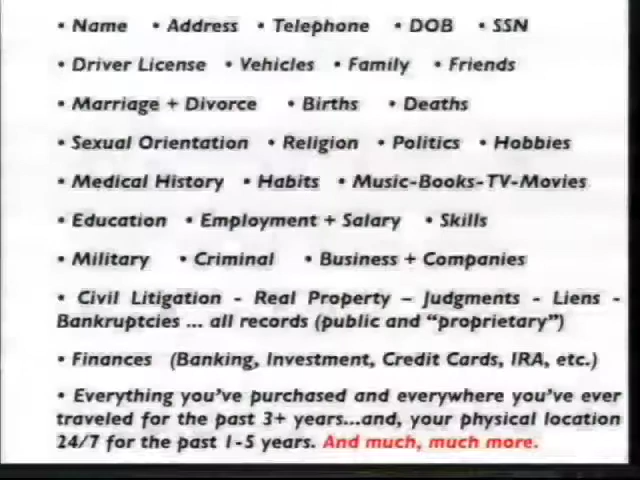 • Name • Address • Telephone • DOB • SSN
• Driver License • Vehicles • Family • Friends
• Marriage + Divorce • Births • Deaths
• Sexual Orientation • Religion • Politics • Hobbies
• Medical History • Habits • Music-Books-TV-Movies
• Education • Employment + Salary • Skills
• Military • Criminal • Business + Companies
• Civil Litigation - Real Property – Judgments - Liens -
Bankruptcies ... all records (public and “proprietary”)
• Finances (Banking, Investment, Credit Cards, IRA, etc.)
• Everything you’ve purchased and everywhere you’ve ever
traveled for the past 3+ years...and, your physical location
24/7 for the past 1-5 years. And much, much more.